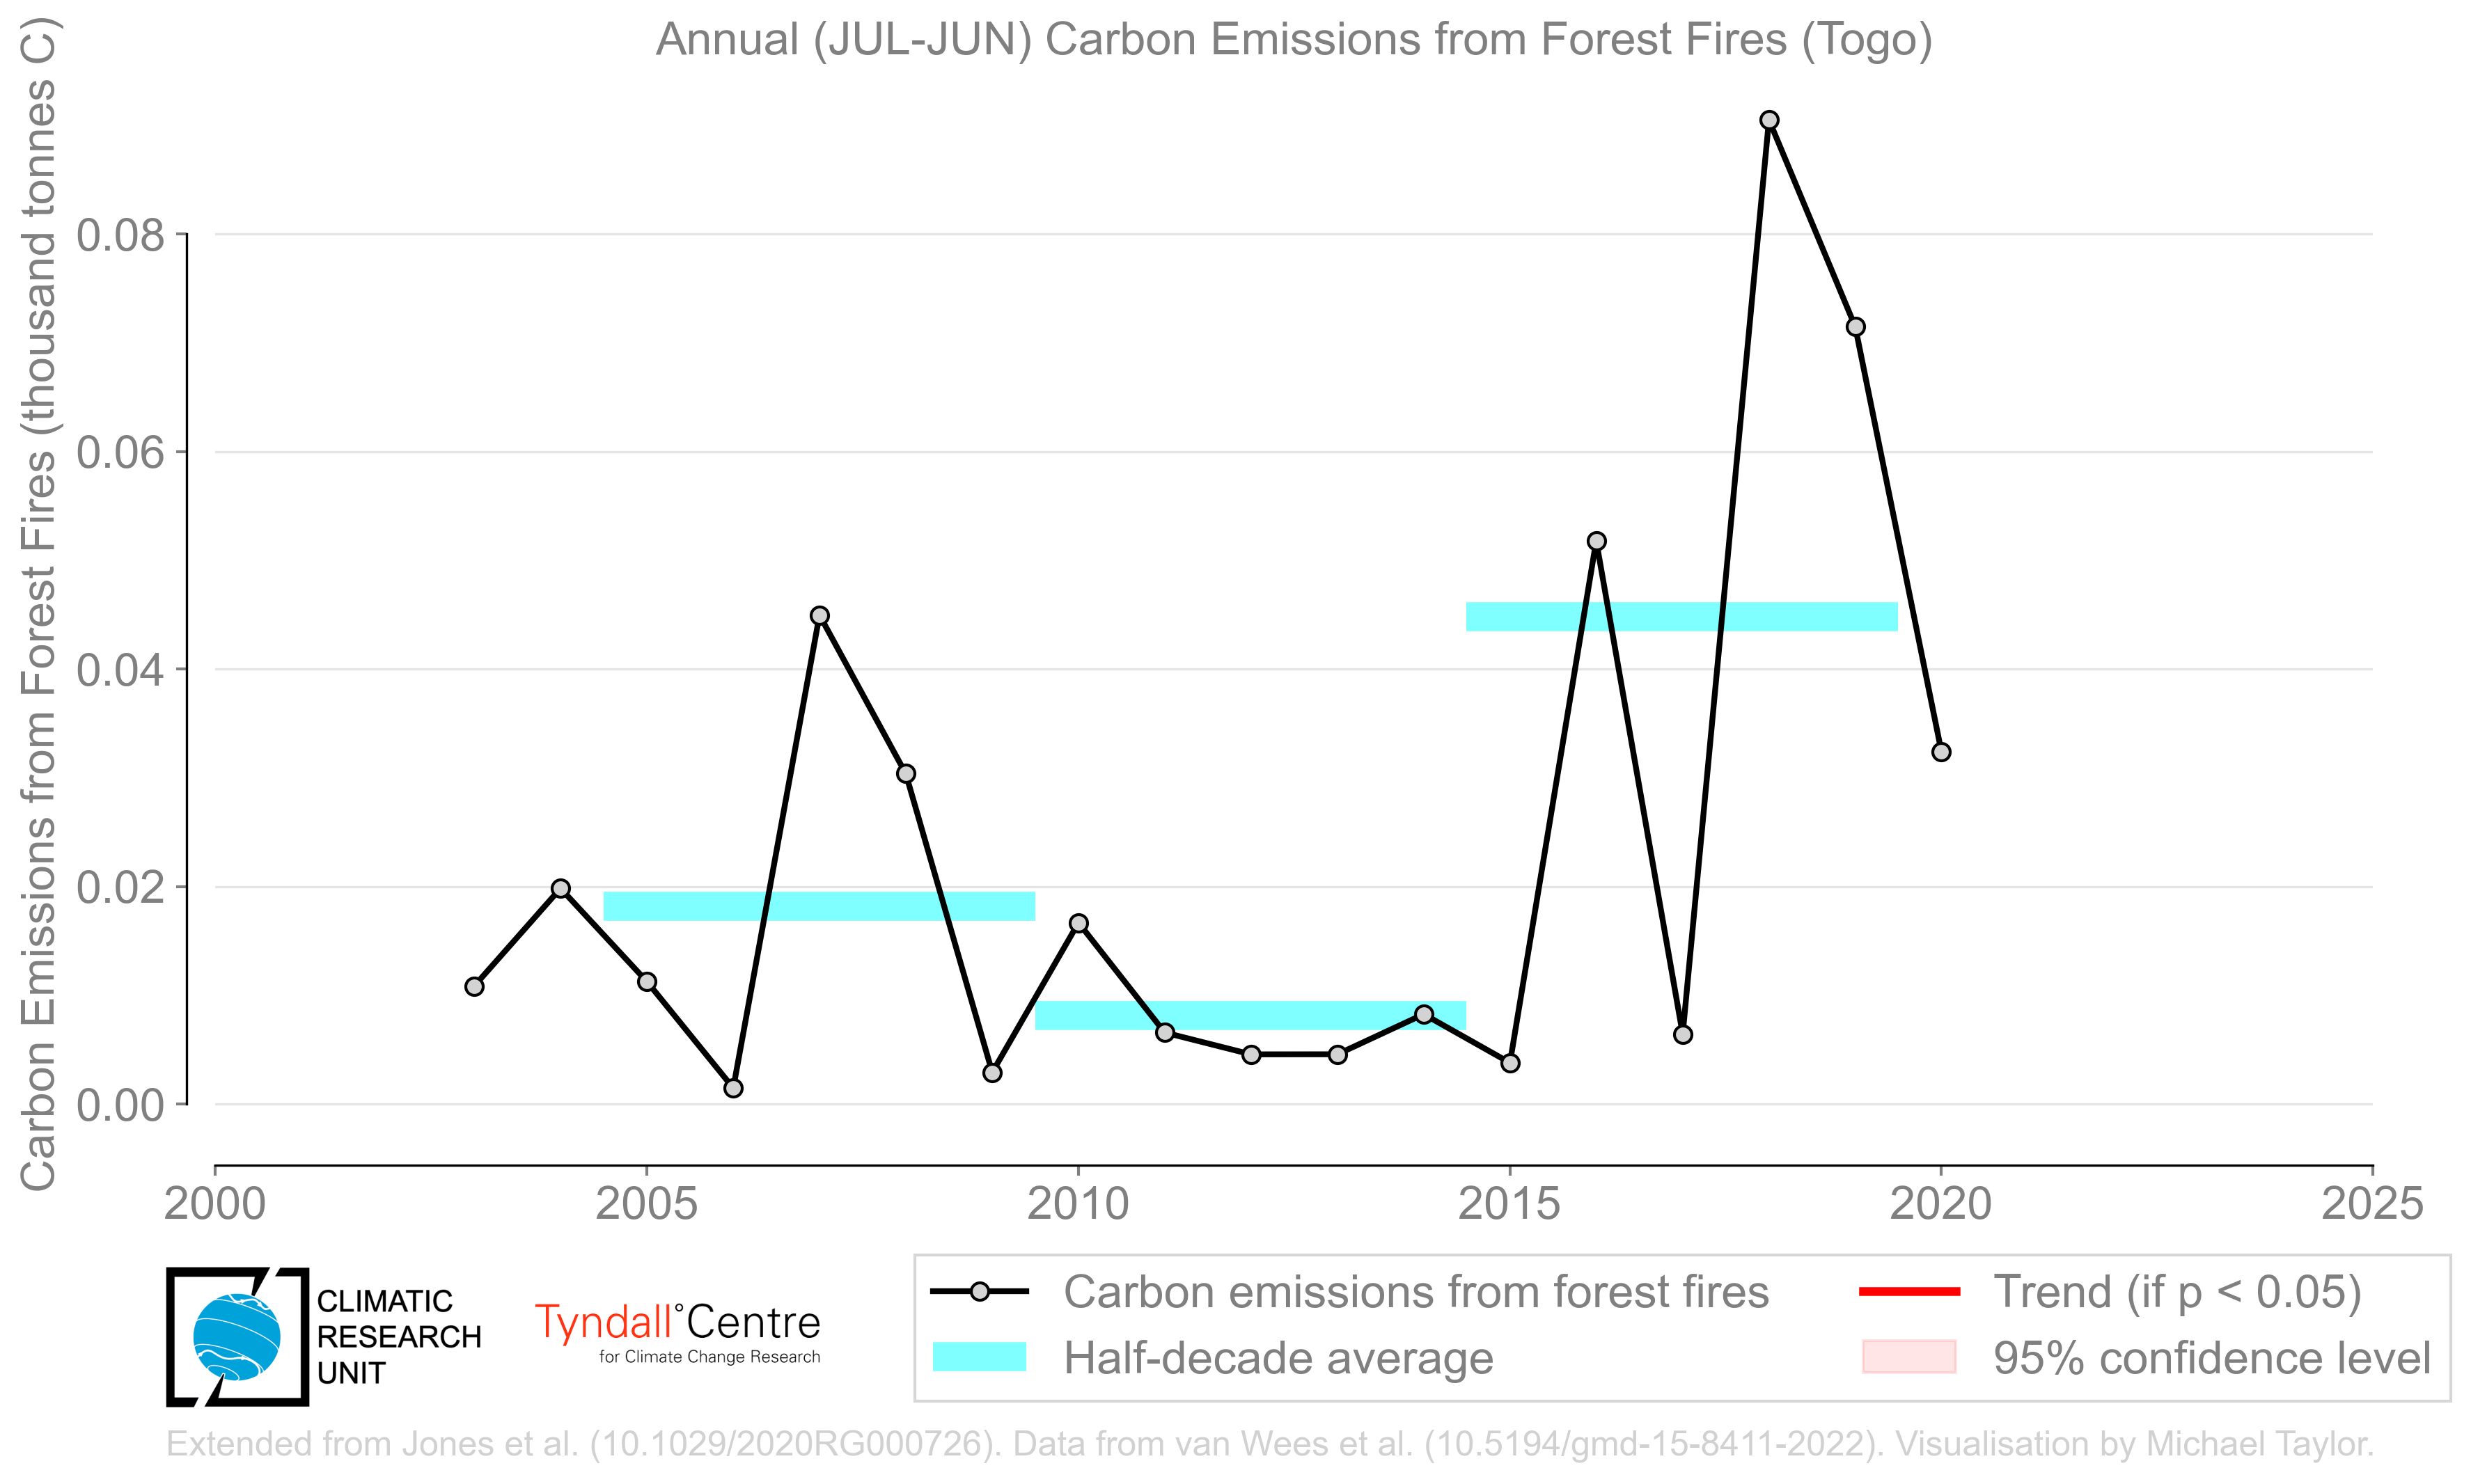 Annual (JUL-JUN) Carbon Emissions from Forest Fires (Togo)
Carbon Emissions from Forest Fires (thousand tonnes C)
0.08
0.06
0.04
0.02
0.00
2000
2005
2010
2015
2020
2025
CLIMATIC
RESEARCH
UNIT
Tyndall°Centre
for Climate Change Research
Carbon emissions from forest fires
Half-decade average
Trend (if p < 0.05)
95% confidence level
Extended from Jones et al. (10.1029/2020RG000726). Data from van Wees et al. (10.5194/gmd-15-8411-2022). Visualisation by Michael Taylor.